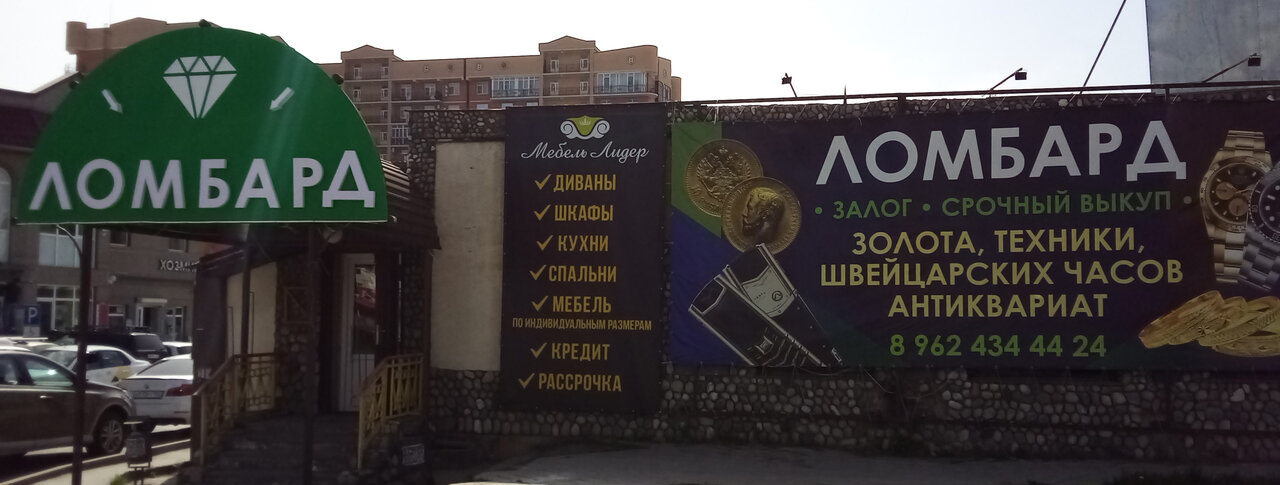 ЛОМБАРД
Мебель Лидер
ДИВАНЫ
ШКАФЫ
КУХНИ
СПАЛЬНИ
МЕБЕЛЬ
ПО ИНДИВИДУАЛЬНЫМ РАЗМЕРАМ
КРЕДИТ
РАССРОЧКА
ЛОМБАРД
• ЗАЛОГ • СРОЧНЫЙ ВЫКУП •
ЗОЛОТА, ТЕХНИКИ,
ШВЕЙЦАРСКИХ ЧАСОВ
АНТИКВАРИАТ
8 962 434 44 24
P